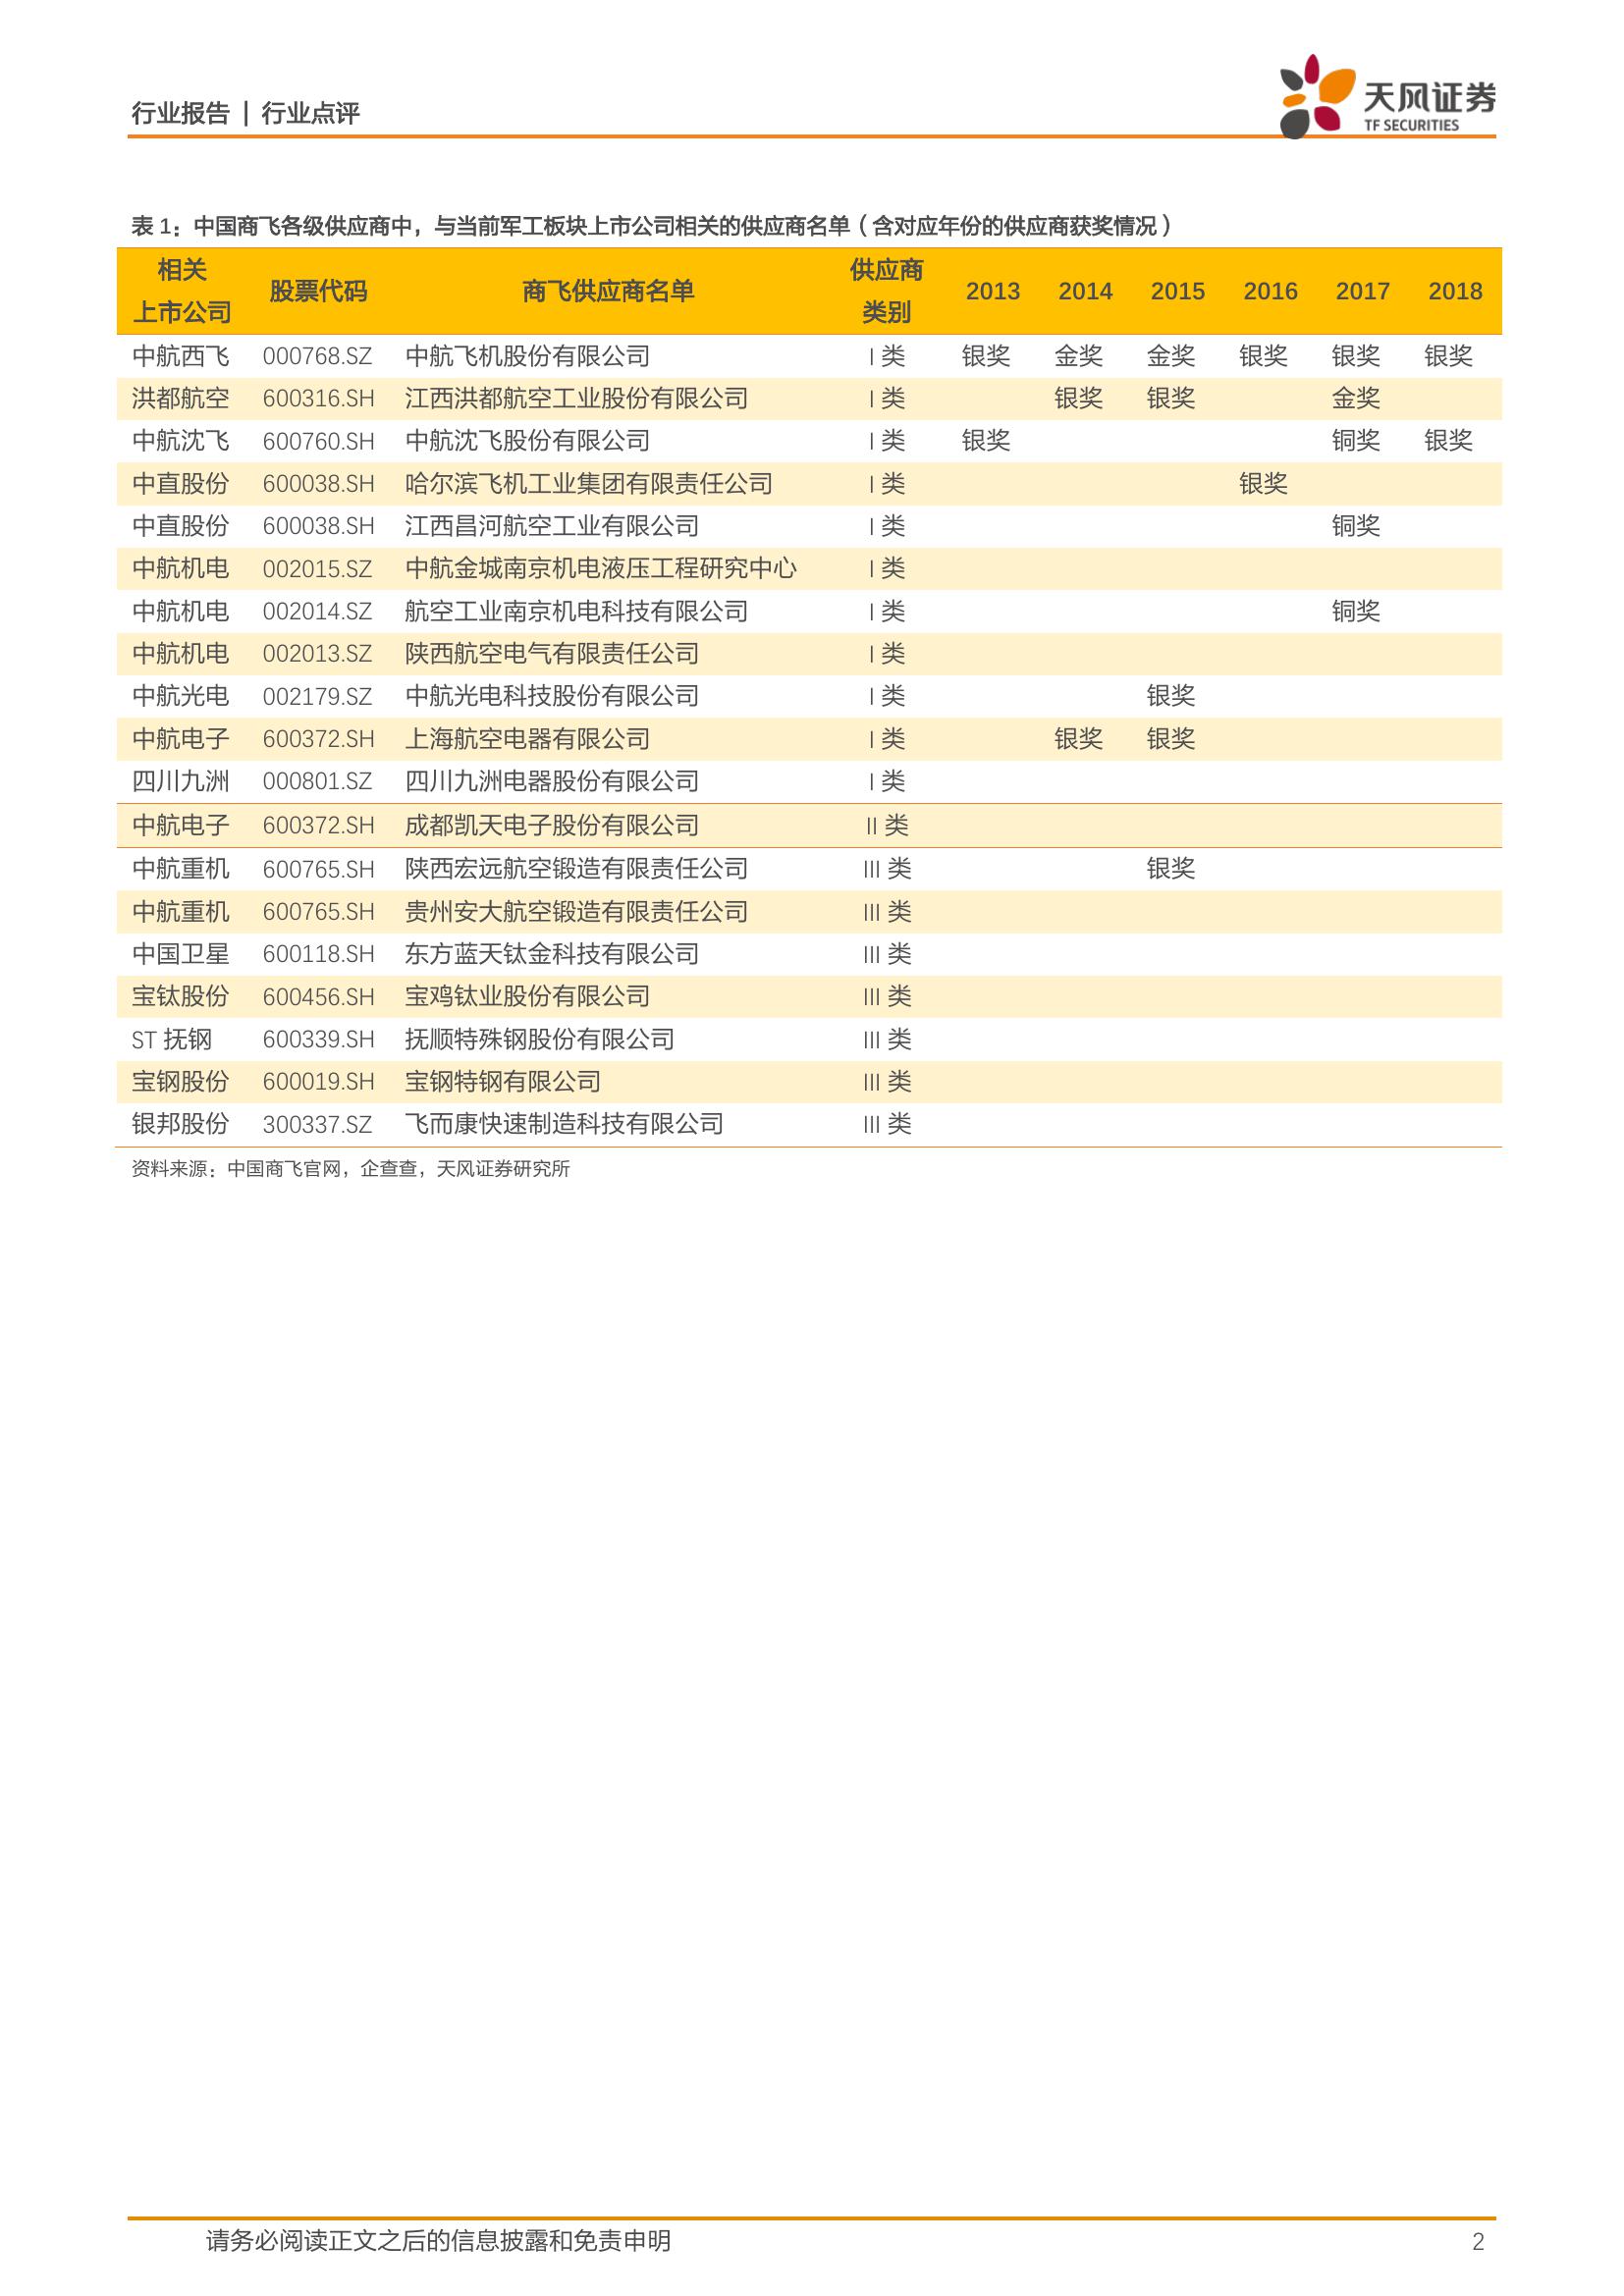 行业报告 | 行业点评
天风证券
TF SECURITIES
表 1：中国商飞各级供应商中，与当前军工板块上市公司相关的供应商名单（含对应年份的供应商获奖情况）
相关上市公司 股票代码 商飞供应商名单 供应商类别 2013 2014 2015 2016 2017 2018
中航西飞 000768.SZ 中航飞机股份有限公司 I 类 银奖 金奖 金奖 银奖 银奖 银奖
洪都航空 600316.SH 江西洪都航空工业股份有限公司 I 类 银奖 银奖 金奖
中航沈飞 600760.SH 中航沈飞股份有限公司 I 类 银奖 铜奖 银奖
中直股份 600038.SH 哈尔滨飞机工业集团有限责任公司 I 类 银奖
中直股份 600038.SH 江西昌河航空工业有限公司 I 类 铜奖
中航机电 002015.SZ 中航金城南京机电液压工程研究中心 I 类
中航机电 002014.SZ 航空工业南京机电科技有限公司 I 类 铜奖
中航机电 002013.SZ 陕西航空电气有限责任公司 I 类
中航光电 002179.SZ 中航光电科技股份有限公司 I 类 银奖
中航电子 600372.SH 上海航空电器有限公司 I 类 银奖 银奖
四川九洲 000801.SZ 四川九洲电器股份有限公司 I 类
中航电子 600372.SH 成都凯天电子股份有限公司 II 类
中航重机 600765.SH 陕西宏远航空锻造有限责任公司 III 类 银奖
中航重机 600765.SH 贵州安大航空锻造有限责任公司 III 类
中国卫星 600118.SH 东方蓝天钛金科技有限公司 III 类
宝钛股份 600456.SH 宝鸡钛业股份有限公司 III 类
ST 抚钢 600339.SH 抚顺特殊钢股份有限公司 III 类
宝钢股份 600019.SH 宝钢特钢有限公司 III 类
银邦股份 300337.SZ 飞而康快速制造科技有限公司 III 类
资料来源：中国商飞官网，企查查，天风证券研究所
请务必阅读正文之后的信息披露和免责申明 2